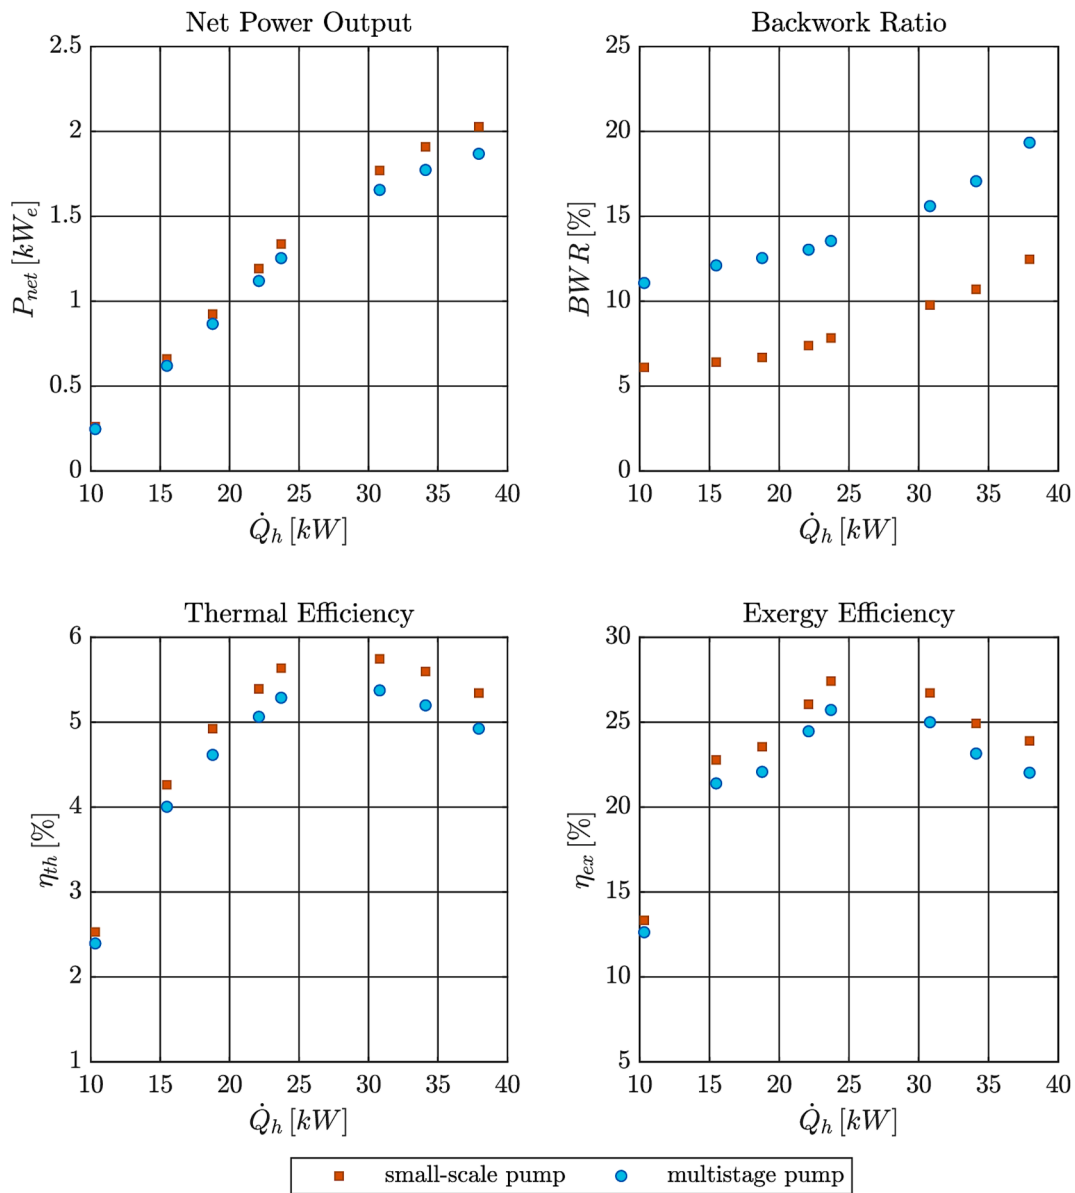 Net Power Output
2.5
2
1.5
1
0.5
0
10 15 20 25 30 35 40
P_net [kW_e]
Q̇_h [kW]
Backwork Ratio
25
20
15
10
5
0
10 15 20 25 30 35 40
BWR [%]
Q̇_h [kW]
Thermal Efficiency
6
5
4
3
2
1
10 15 20 25 30 35 40
η_th [%]
Q̇_h [kW]
Exergy Efficiency
30
25
20
13
10
5
10 15 20 25 30 35 40
η_ex [%]
Q̇_h [kW]
small-scale pump multistage pump